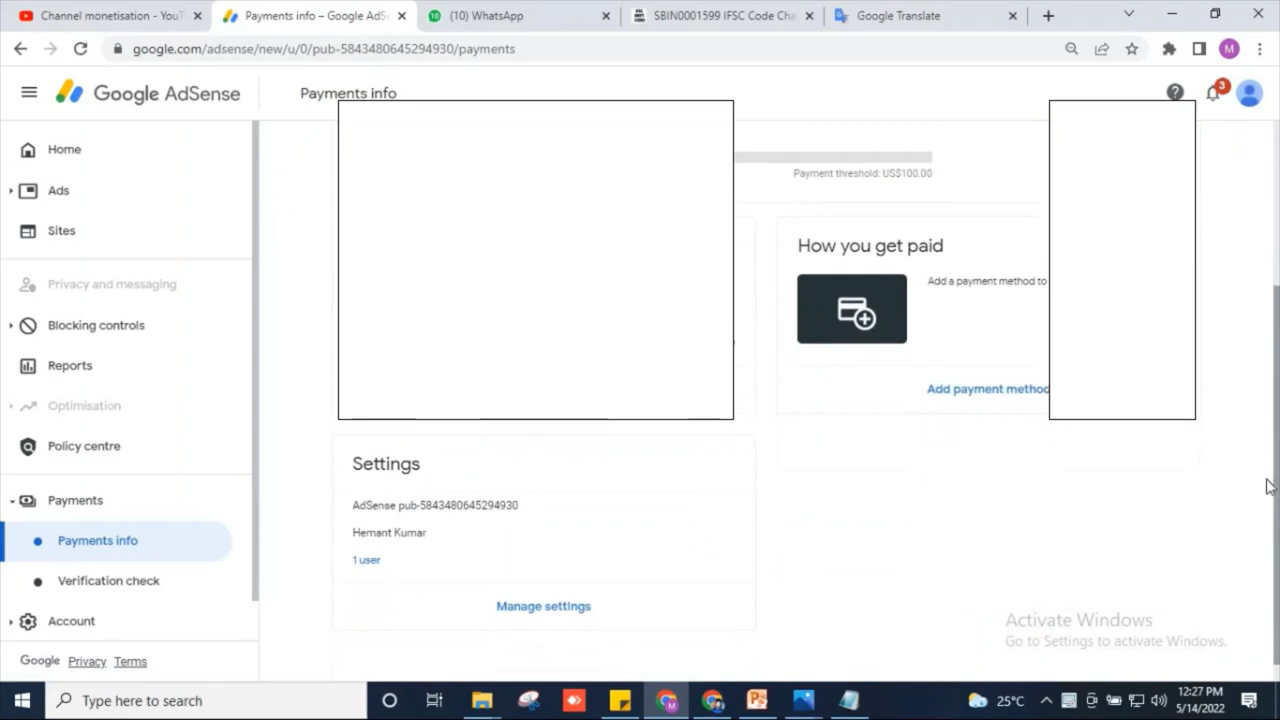 Channel monetisation - YouT
Payments info – Google AdS
(10) WhatsApp
SBIN0001599 IFSC Code Cha
Google Translate
google.com/adsense/new/u/0/pub-5843480645294930/payments
M
Google AdSense
Payments info
3
Home
Ads
Sites
Privacy and messaging
Blocking controls
Reports
Optimisation
Policy centre
Payments
Payments info
Verification check
Account
Google Privacy Terms
Payment threshold: US$100.00
How you get paid
Add a payment method to
Add payment method
Settings
AdSense pub-5843480645294930
Hemant Kumar
1 user
Manage settings
Activate Windows
Go to Settings to activate Windows.
Type here to search
25°C
12:27 PM
5/14/2022